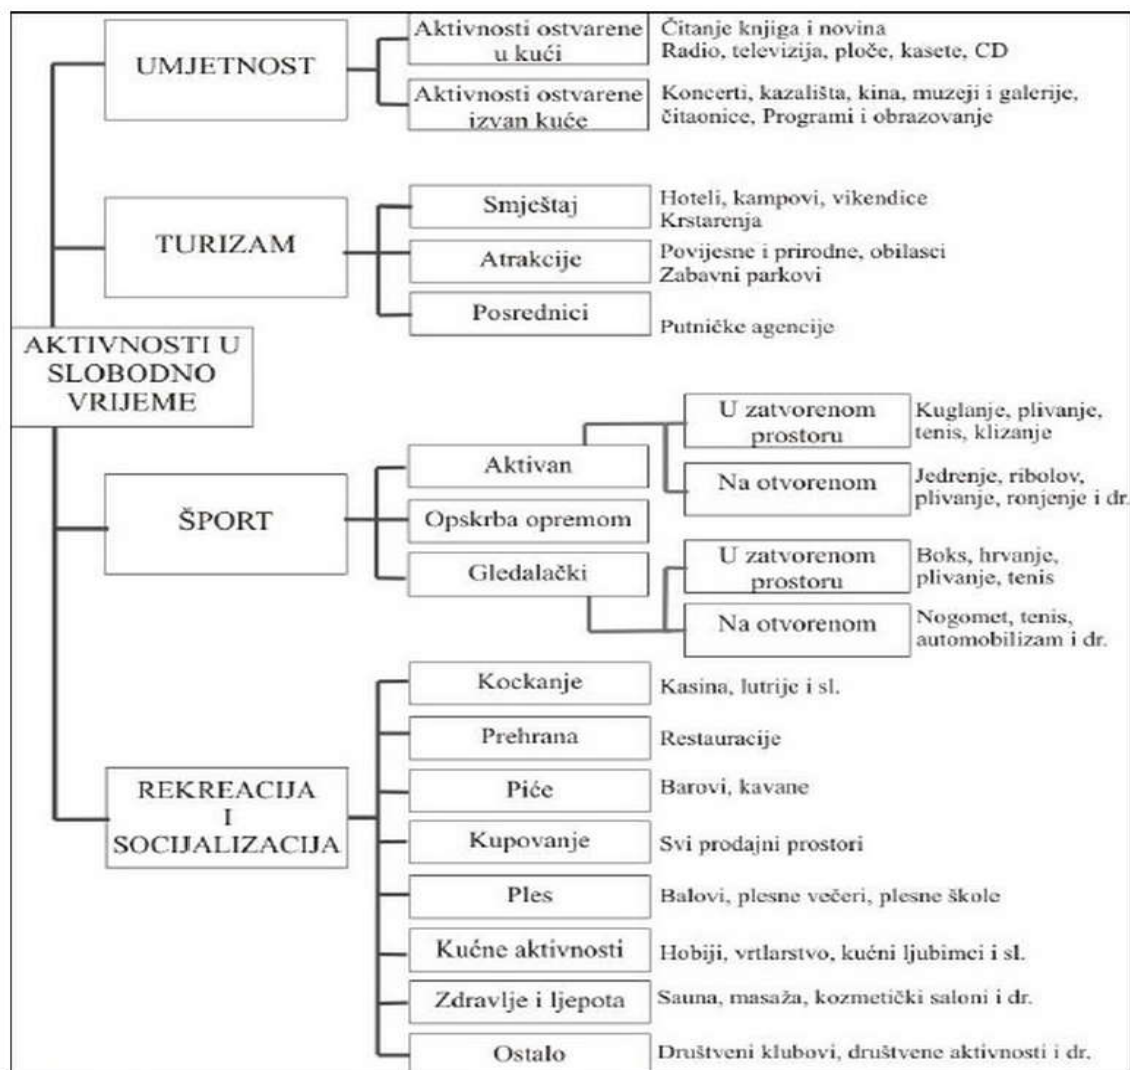 AKTIVNOSTI U
SLOBODNO
VRIJEME
UMJETNOST
Aktivnosti ostvarene
u kući
Čitanje knjiga i novina
Radio, televizija, ploče, kasete, CD
Aktivnosti ostvarene
izvan kuće
Koncerti, kazališta, kina, muzeji i galerije,
čitaonice, Programi i obrazovanje
TURIZAM
Smještaj
Hoteli, kampovi, vikendice
Krstarenja
Atrakcije
Povijesne i prirodne, obilasci
Zabavni parkovi
Posrednici
Putničke agencije
ŠPORT
Aktivan
U zatvorenom
prostoru
Kuglanje, plivanje,
tenis, klizanje
Na otvorenom
Jedrenje, ribolov,
plivanje, ronjenje i dr.
Opskrba opremom
Gledalački
U zatvorenom
prostoru
Boks, hrvanje,
plivanje, tenis
Na otvorenom
Nogomet, tenis,
automobilizam i dr.
REKREACIJA
I
SOCIJALIZACIJA
Kockanje
Kasina, lutrije i sl.
Prehrana
Restauracije
Piće
Barovi, kavane
Kupovanje
Svi prodajni prostori
Ples
Balovi, plesne večeri, plesne škole
Kućne aktivnosti
Hobiji, vrtlarstvo, kućni ljubimci i sl.
Zdravlje i ljepota
Sauna, masaža, kozmetički saloni i dr.
Ostalo
Društveni klubovi, društvene aktivnosti i dr.